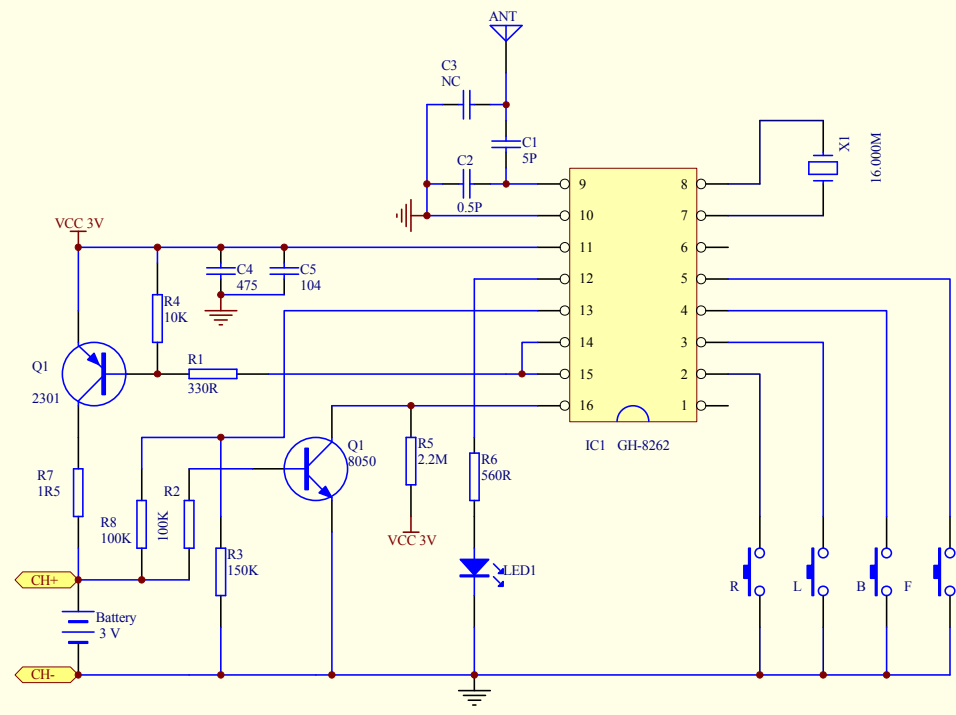 ANT
C3
NC
C1
5P
C2
0.5P
X1
16.000M
9
8
10
7
11
6
12
5
13
4
14
3
15
2
16
1
IC1 GH-8262
VCC 3V
C4
475
C5
104
R4
10K
Q1
2301
R1
330R
Q1
8050
R5
2.2M
R6
560R
R7
1R5
R8
100K
R2
100K
R3
150K
VCC 3V
LED1
CH+
Battery
3 V
CH-
R
L
B
F